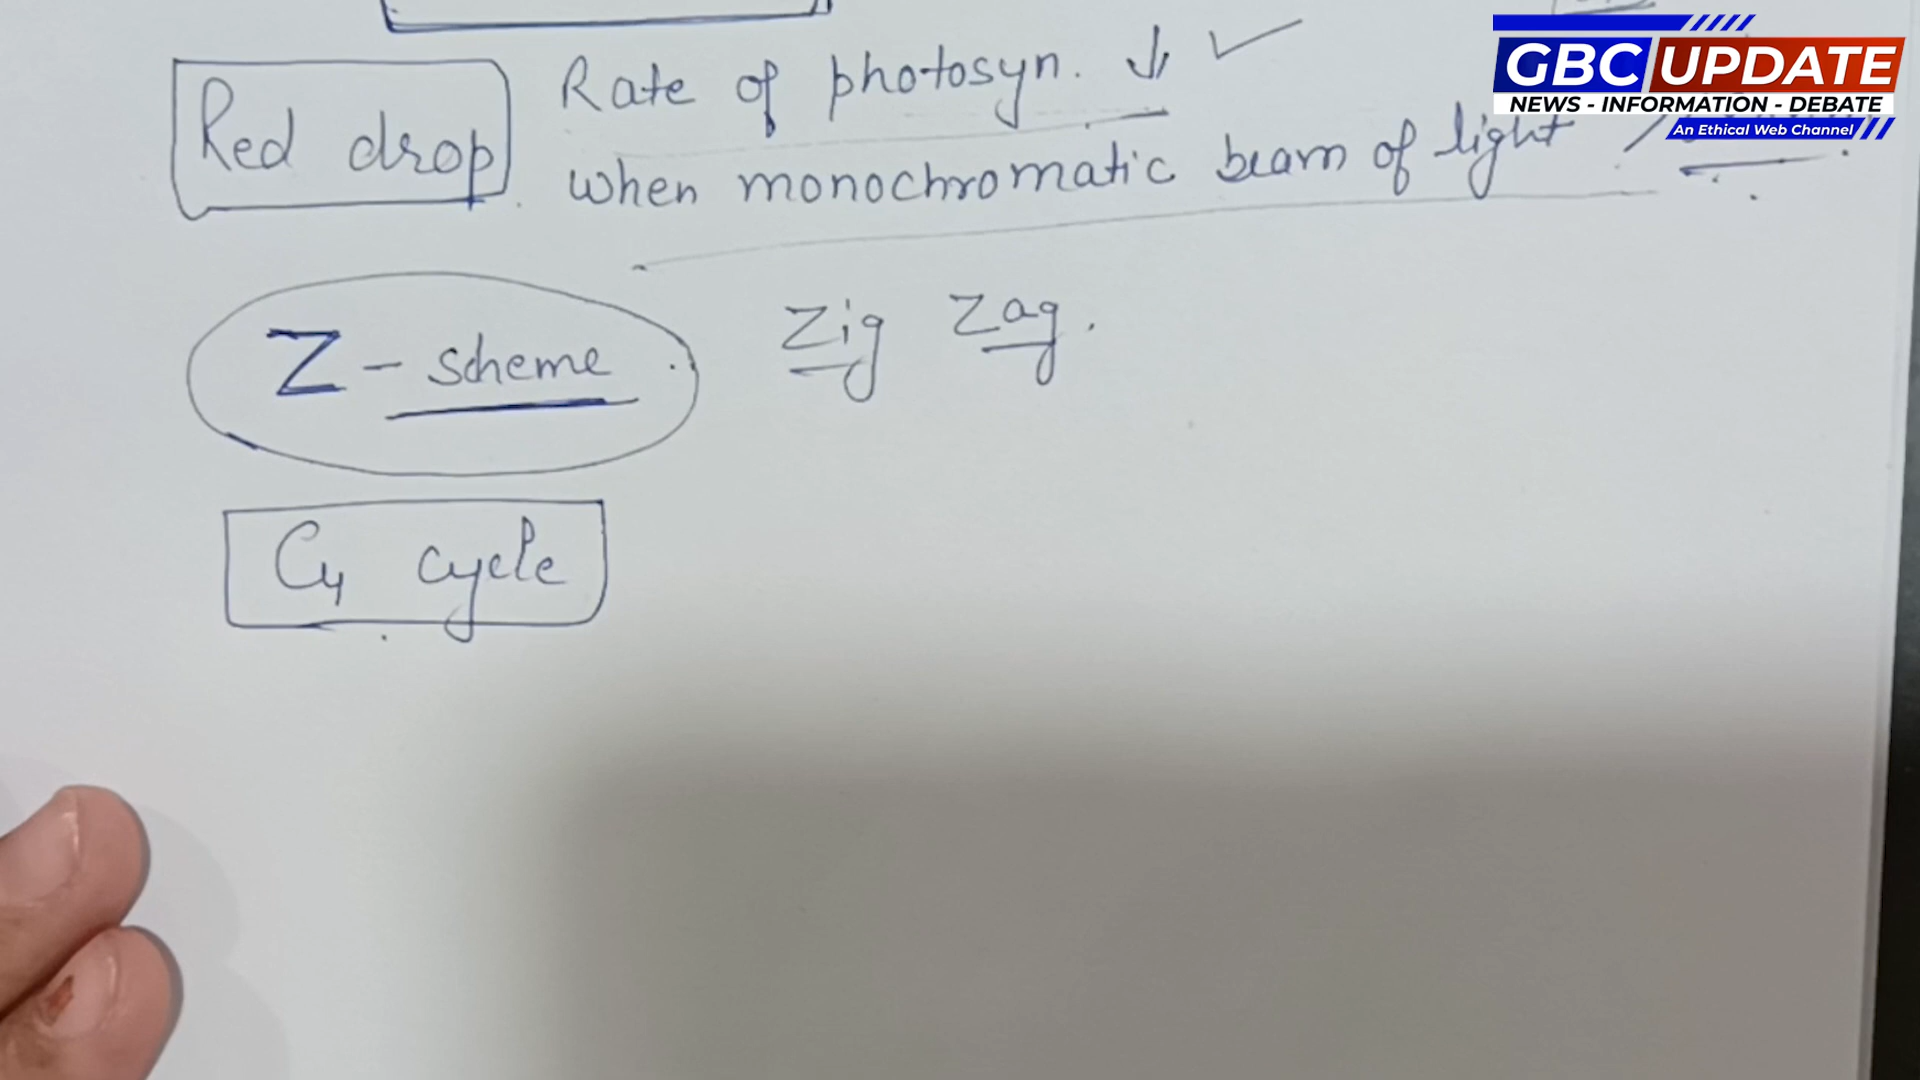 Red drop
Rate of photosyn. ↓
when monochromatic beam of light >
Z - scheme
Zig Zag.
C4 cycle
GBC UPDATE
NEWS - INFORMATION - DEBATE
An Ethical Web Channel